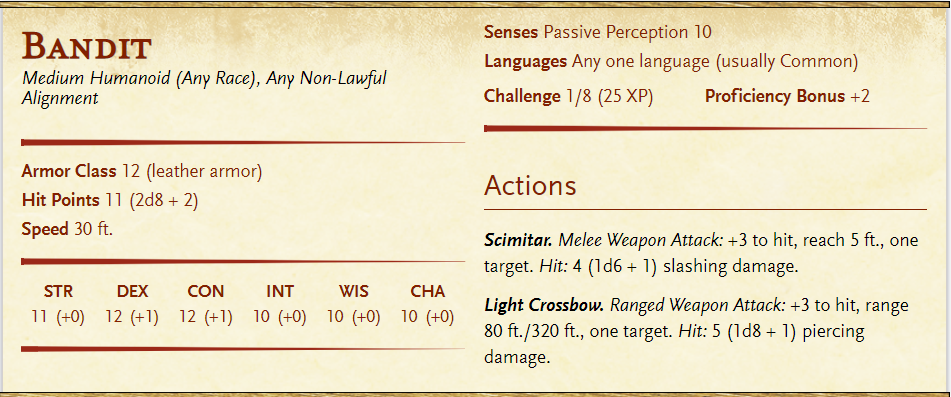 BANDIT
Medium Humanoid (Any Race), Any Non-Lawful
Alignment
Armor Class 12 (leather armor)
Hit Points 11 (2d8 + 2)
Speed 30 ft.
STR DEX CON INT WIS CHA
11 (+0) 12 (+1) 12 (+1) 10 (+0) 10 (+0) 10 (+0)
Senses Passive Perception 10
Languages Any one language (usually Common)
Challenge 1/8 (25 XP) Proficiency Bonus +2
Actions
Scimitar. Melee Weapon Attack: +3 to hit, reach 5 ft., one
target. Hit: 4 (1d6 + 1) slashing damage.
Light Crossbow. Ranged Weapon Attack: +3 to hit, range
80 ft./320 ft., one target. Hit: 5 (1d8 + 1) piercing
damage.